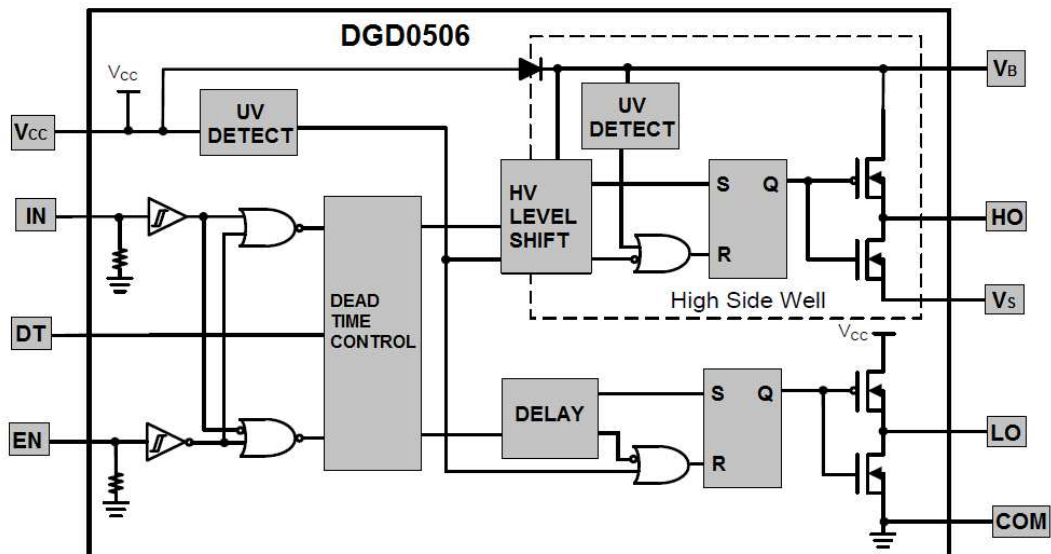 DGD0506
VCC
VCC
UV
DETECT
UV
DETECT
VB
IN
HV
LEVEL
SHIFT
S
Q
R
HO
High Side Well
VS
DT
DEAD
TIME
CONTROL
VCC
EN
DELAY
S
Q
R
LO
COM